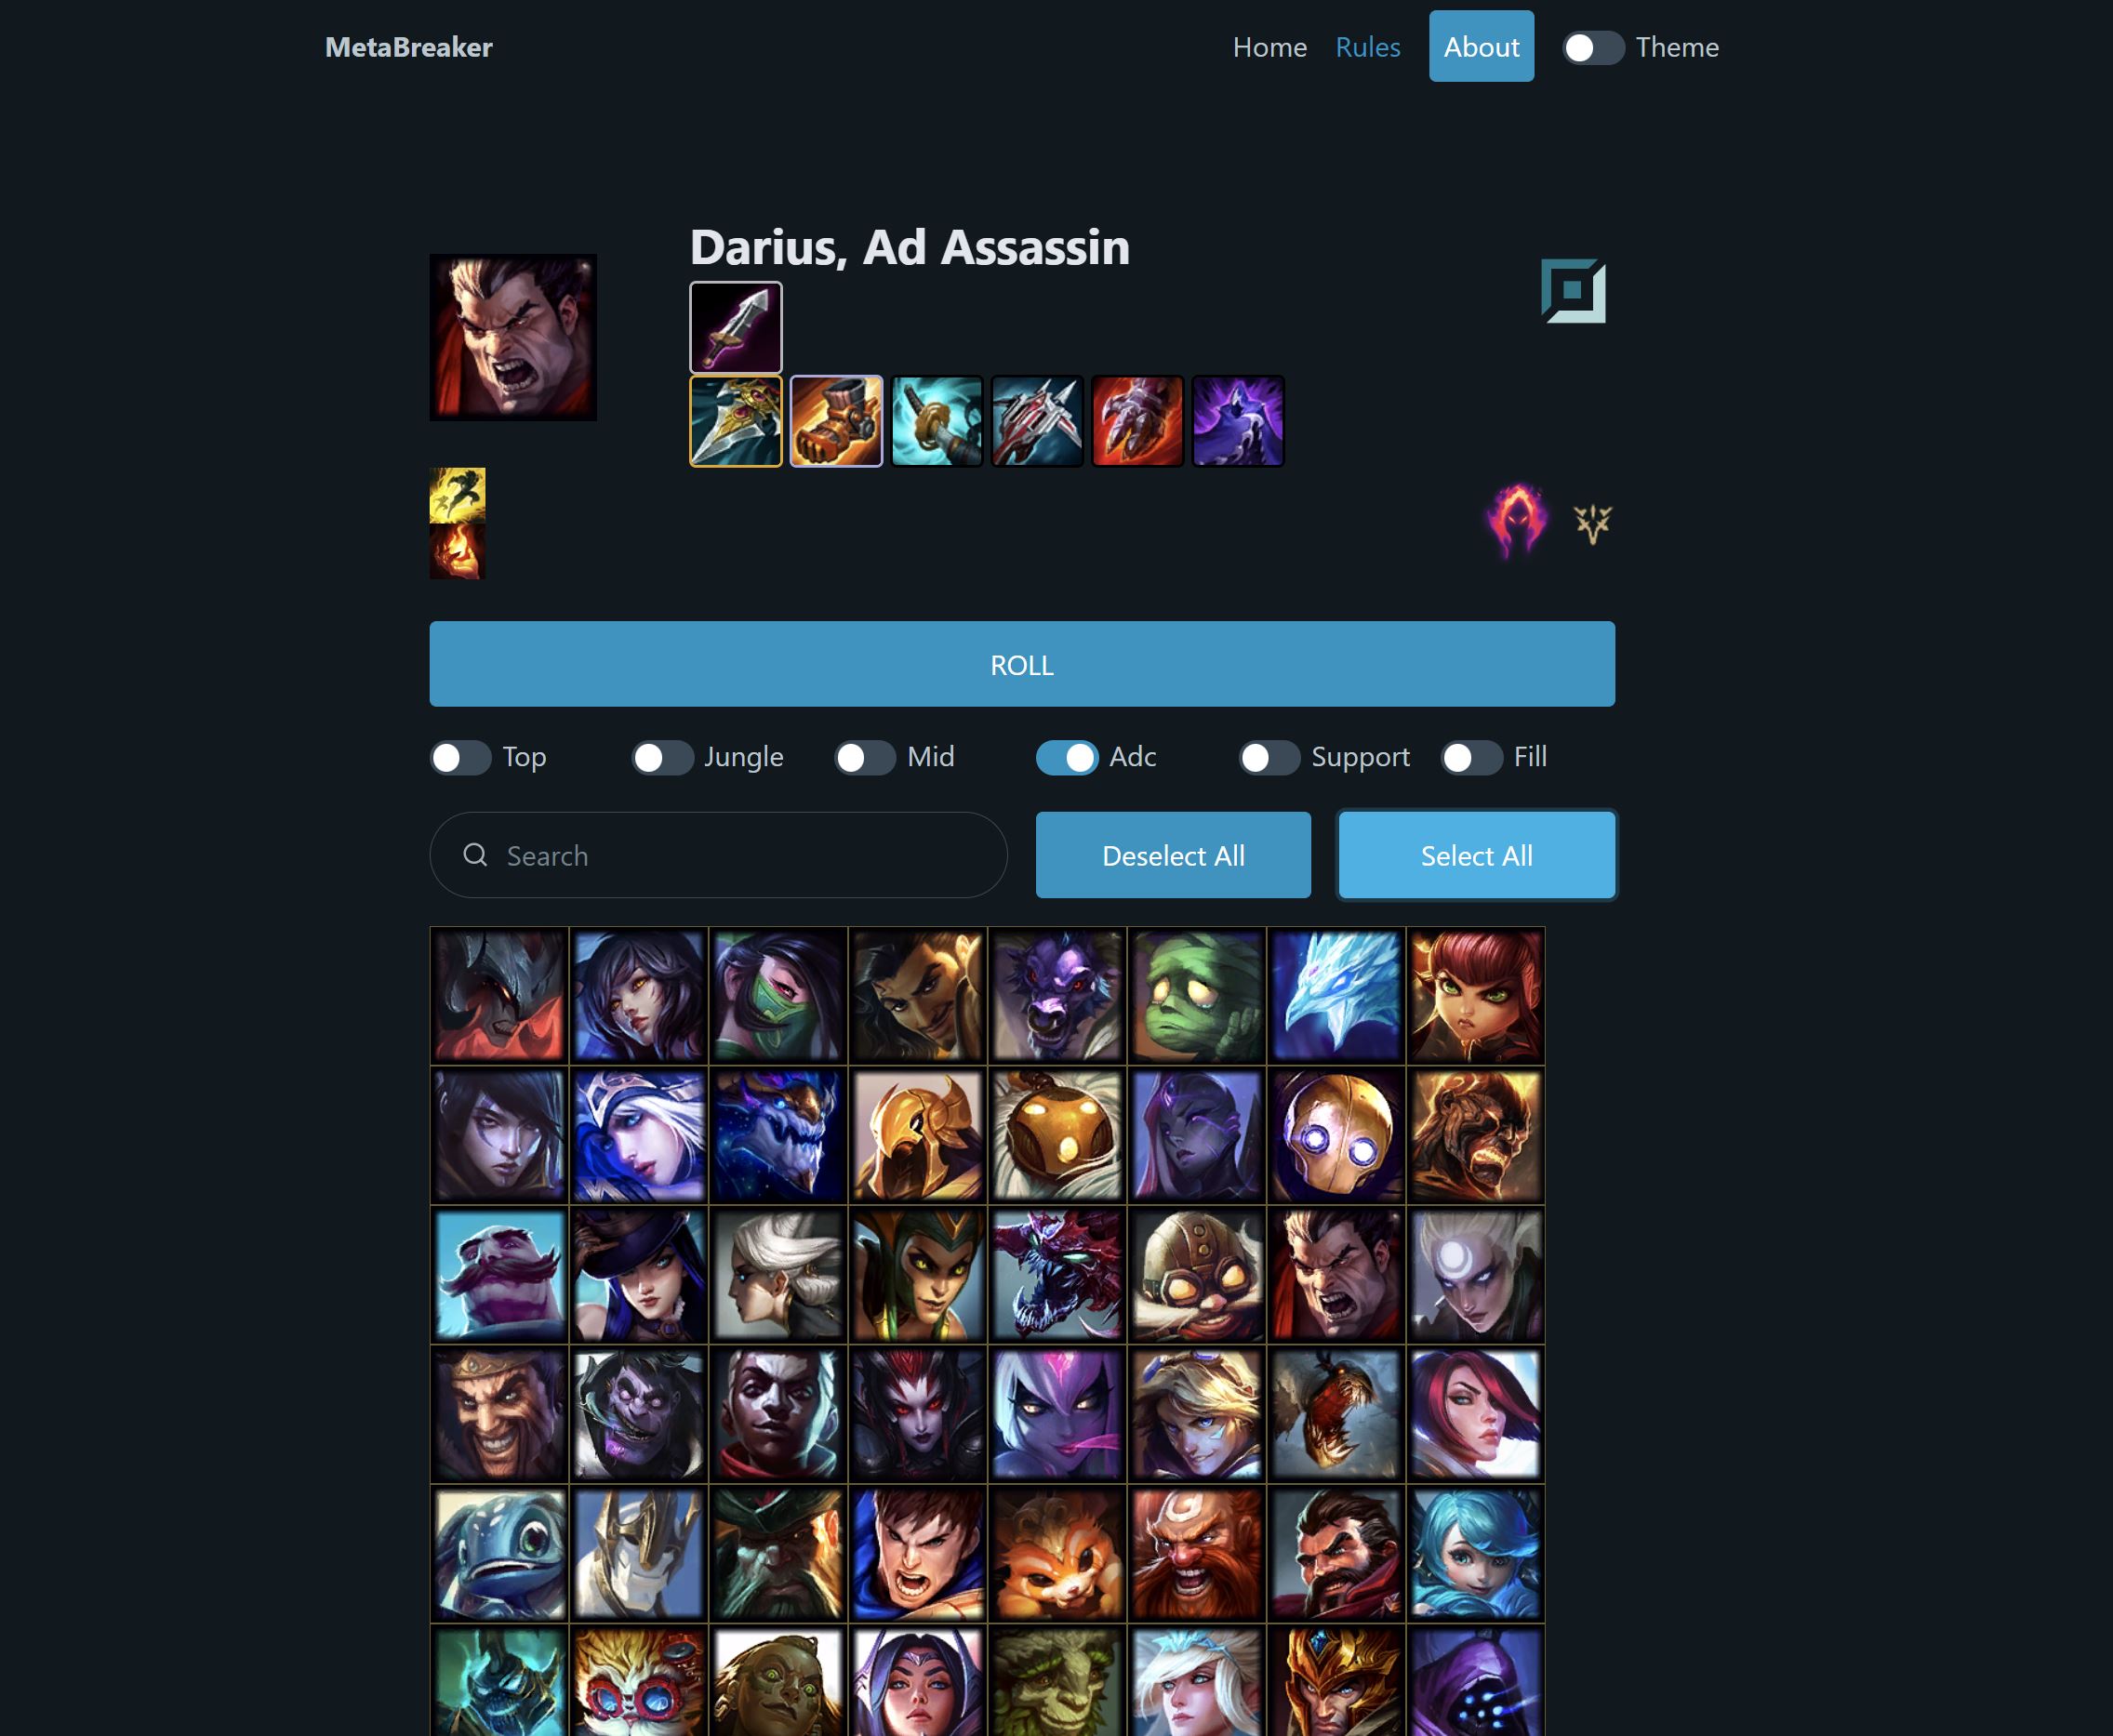 MetaBreaker Home Rules About Theme
Darius, Ad Assassin
ROLL
Top Jungle Mid Adc Support Fill
Search Deselect All Select All